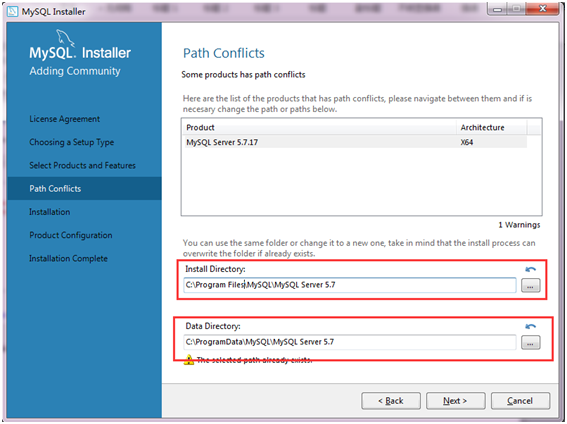 MySQL Installer
MySQL. Installer
Adding Community
License Agreement
Choosing a Setup Type
Select Products and Features
Path Conflicts
Installation
Product Configuration
Installation Complete
Path Conflicts
Some products has path conflicts
Here are the list of the products that has path conflicts, please navigate between them and if is
necesary change the path or paths below.
Product Architecture
MySQL Server 5.7.17 X64
1 Warnings
You can use the same folder or change it to a new one, take in mind that the install process can
overwrite the folder if already exists.
Install Directory:
C:\Program Files\MySQL\MySQL Server 5.7
...
Data Directory:
C:\ProgramData\MySQL\MySQL Server 5.7
...
The selected path already exists.
< Back Next > Cancel